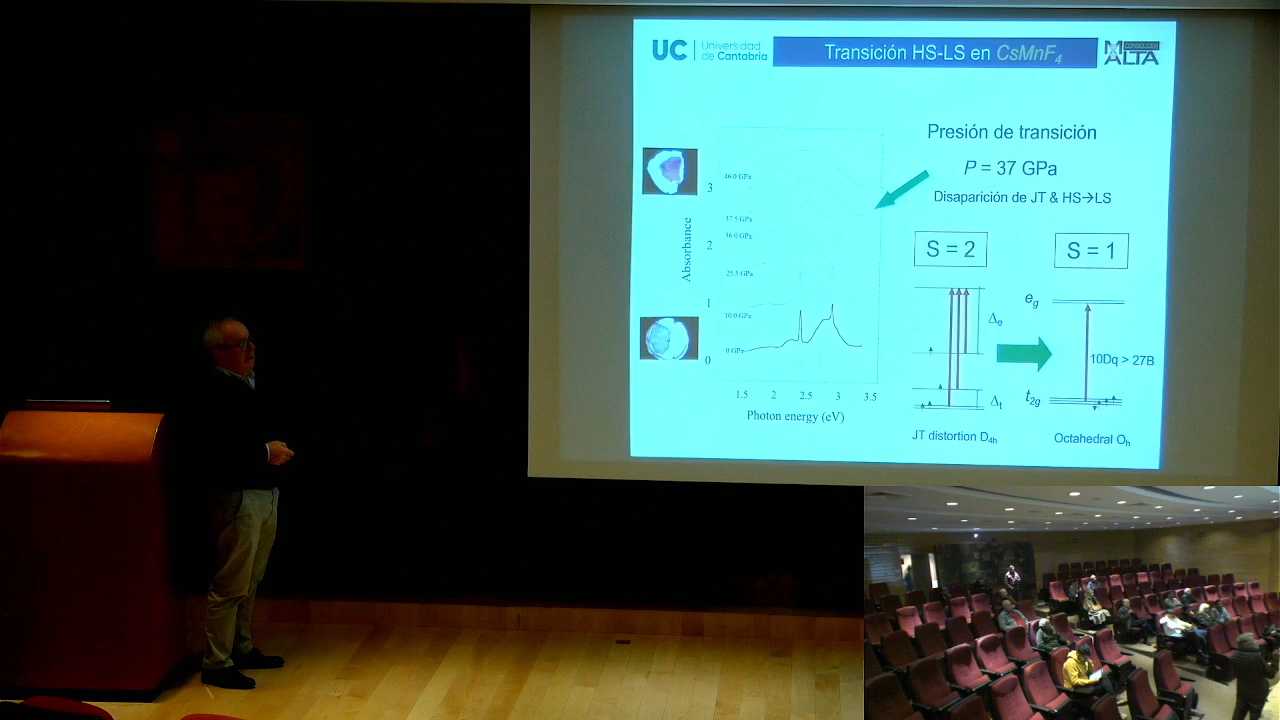 UC Universidad de Cantabria
Transición HS-LS en CsMnF₄
CONSOLIDER
MALTA
Presión de transición
P = 37 GPa
Disaparición de JT & HS→LS
S = 2
S = 1
46.0 GPa
37.5 GPa
36.0 GPa
25.5 GPa
10.0 GPa
0 GPa
3
2
1
0
Absorbance
1.5 2 2.5 3 3.5
Photon energy (eV)
Δe
Δt
eg
10Dq > 27B
t2g
JT distortion D4h
Octahedral Oh